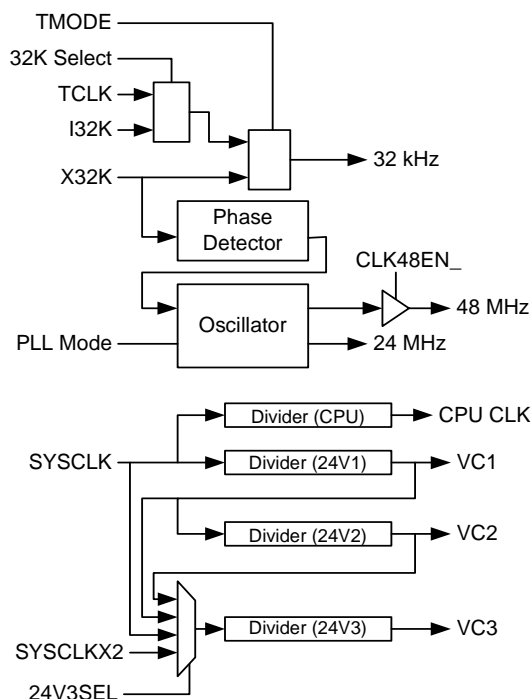 TMODE
32K Select
TCLK
I32K
32 kHz
X32K
Phase
Detector
CLK48EN_
Oscillator
48 MHz
PLL Mode
24 MHz
Divider (CPU)
CPU CLK
SYSCLK
Divider (24V1)
VC1
Divider (24V2)
VC2
Divider (24V3)
VC3
SYSCLKX2
24V3SEL